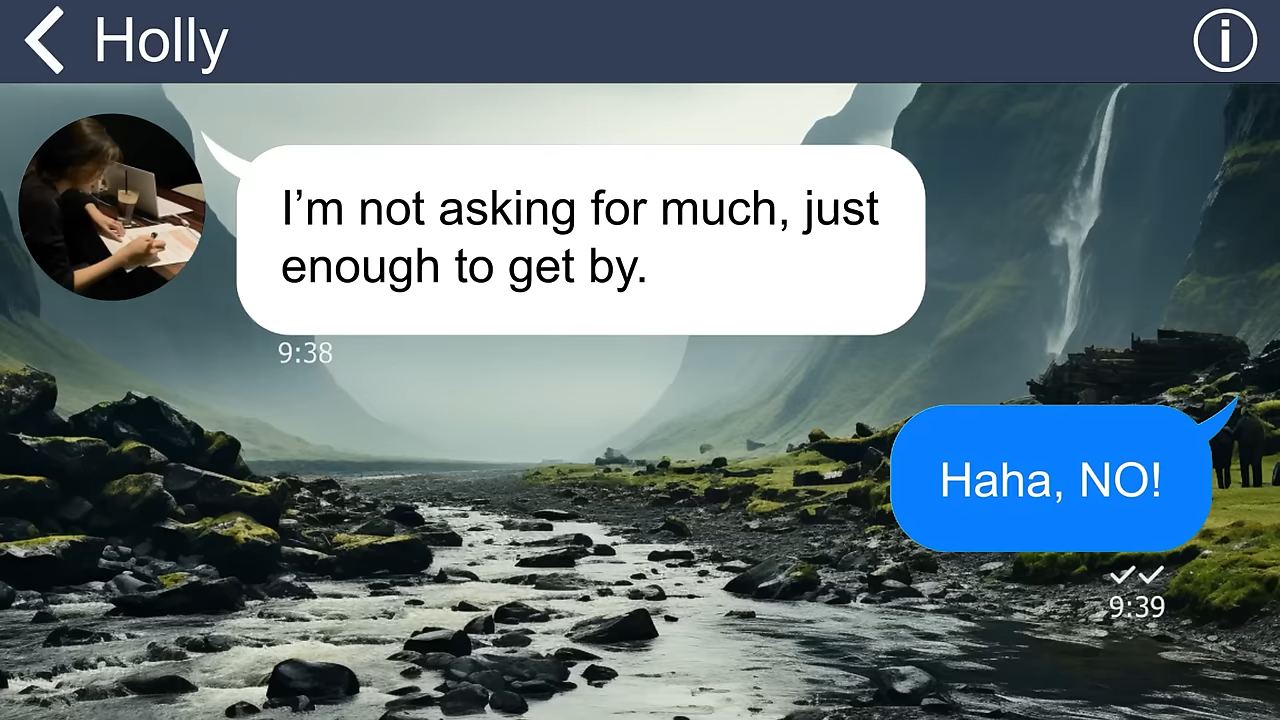 Holly
I’m not asking for much, just
enough to get by.
9:38
Haha, NO!
9:39